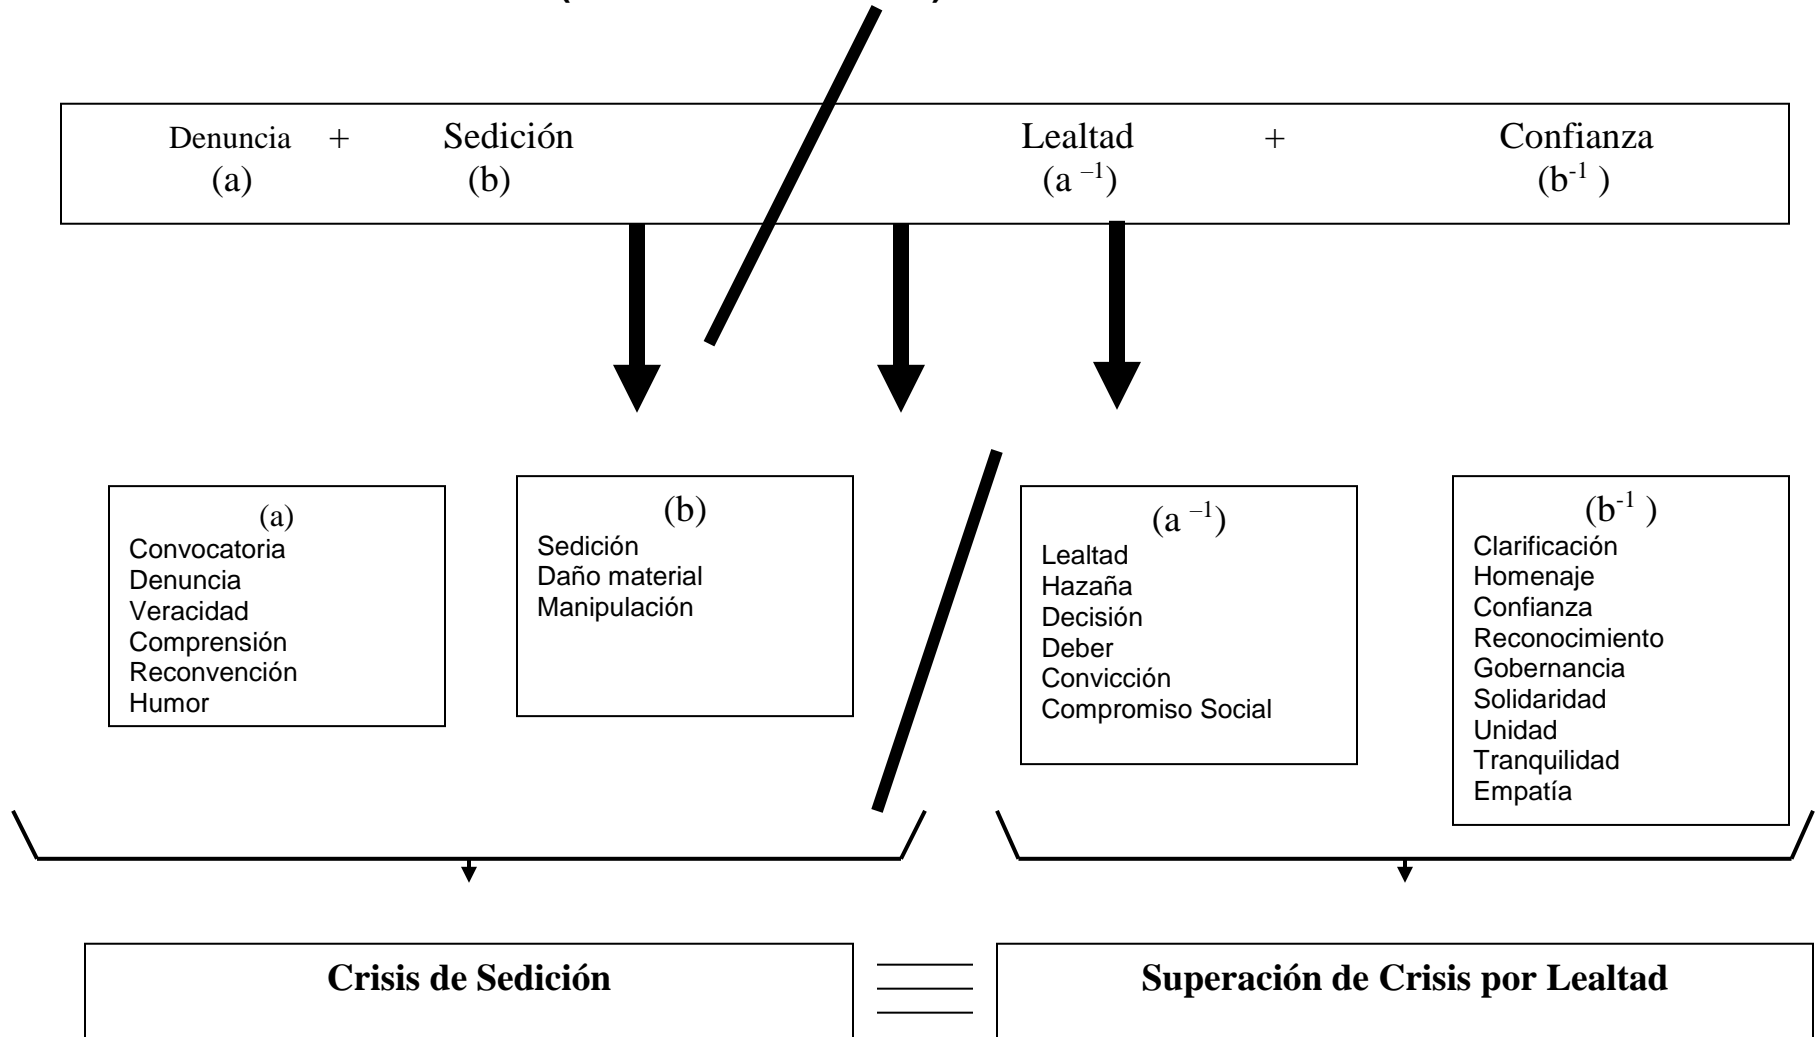 Denuncia + Sedición Lealtad + Confianza
(a) (b) (a –1) (b-1 )
(a)
Convocatoria
Denuncia
Veracidad
Comprensión
Reconvención
Humor
(b)
Sedición
Daño material
Manipulación
(a –1)
Lealtad
Hazaña
Decisión
Deber
Convicción
Compromiso Social
(b-1 )
Clarificación
Homenaje
Confianza
Reconocimiento
Gobernancia
Solidaridad
Unidad
Tranquilidad
Empatía
Crisis de Sedición
Superación de Crisis por Lealtad